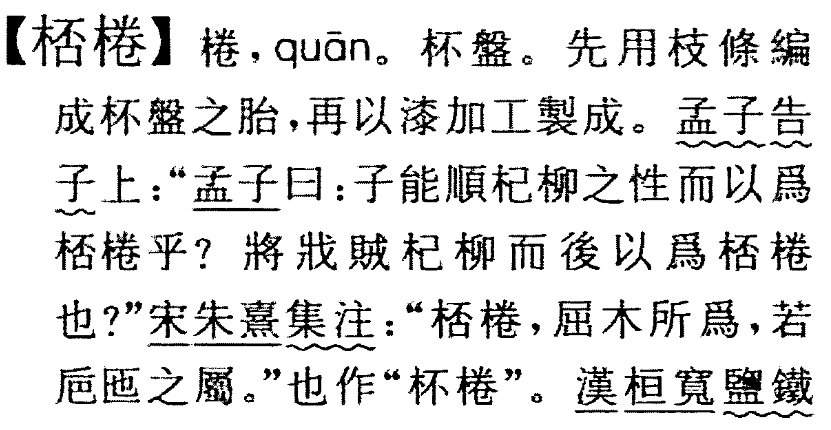 【桮棬】 棬，quān。杯盤。先用枝條編
成杯盤之胎，再以漆加工製成。孟子告
子上：“孟子曰：子能順杞柳之性而以爲
桮棬乎？將戕賊杞柳而後以爲桮棬
也？”宋朱熹集注：“桮棬，屈木所爲，若
巵匜之屬。”也作“杯棬”。漢桓寬鹽鐵